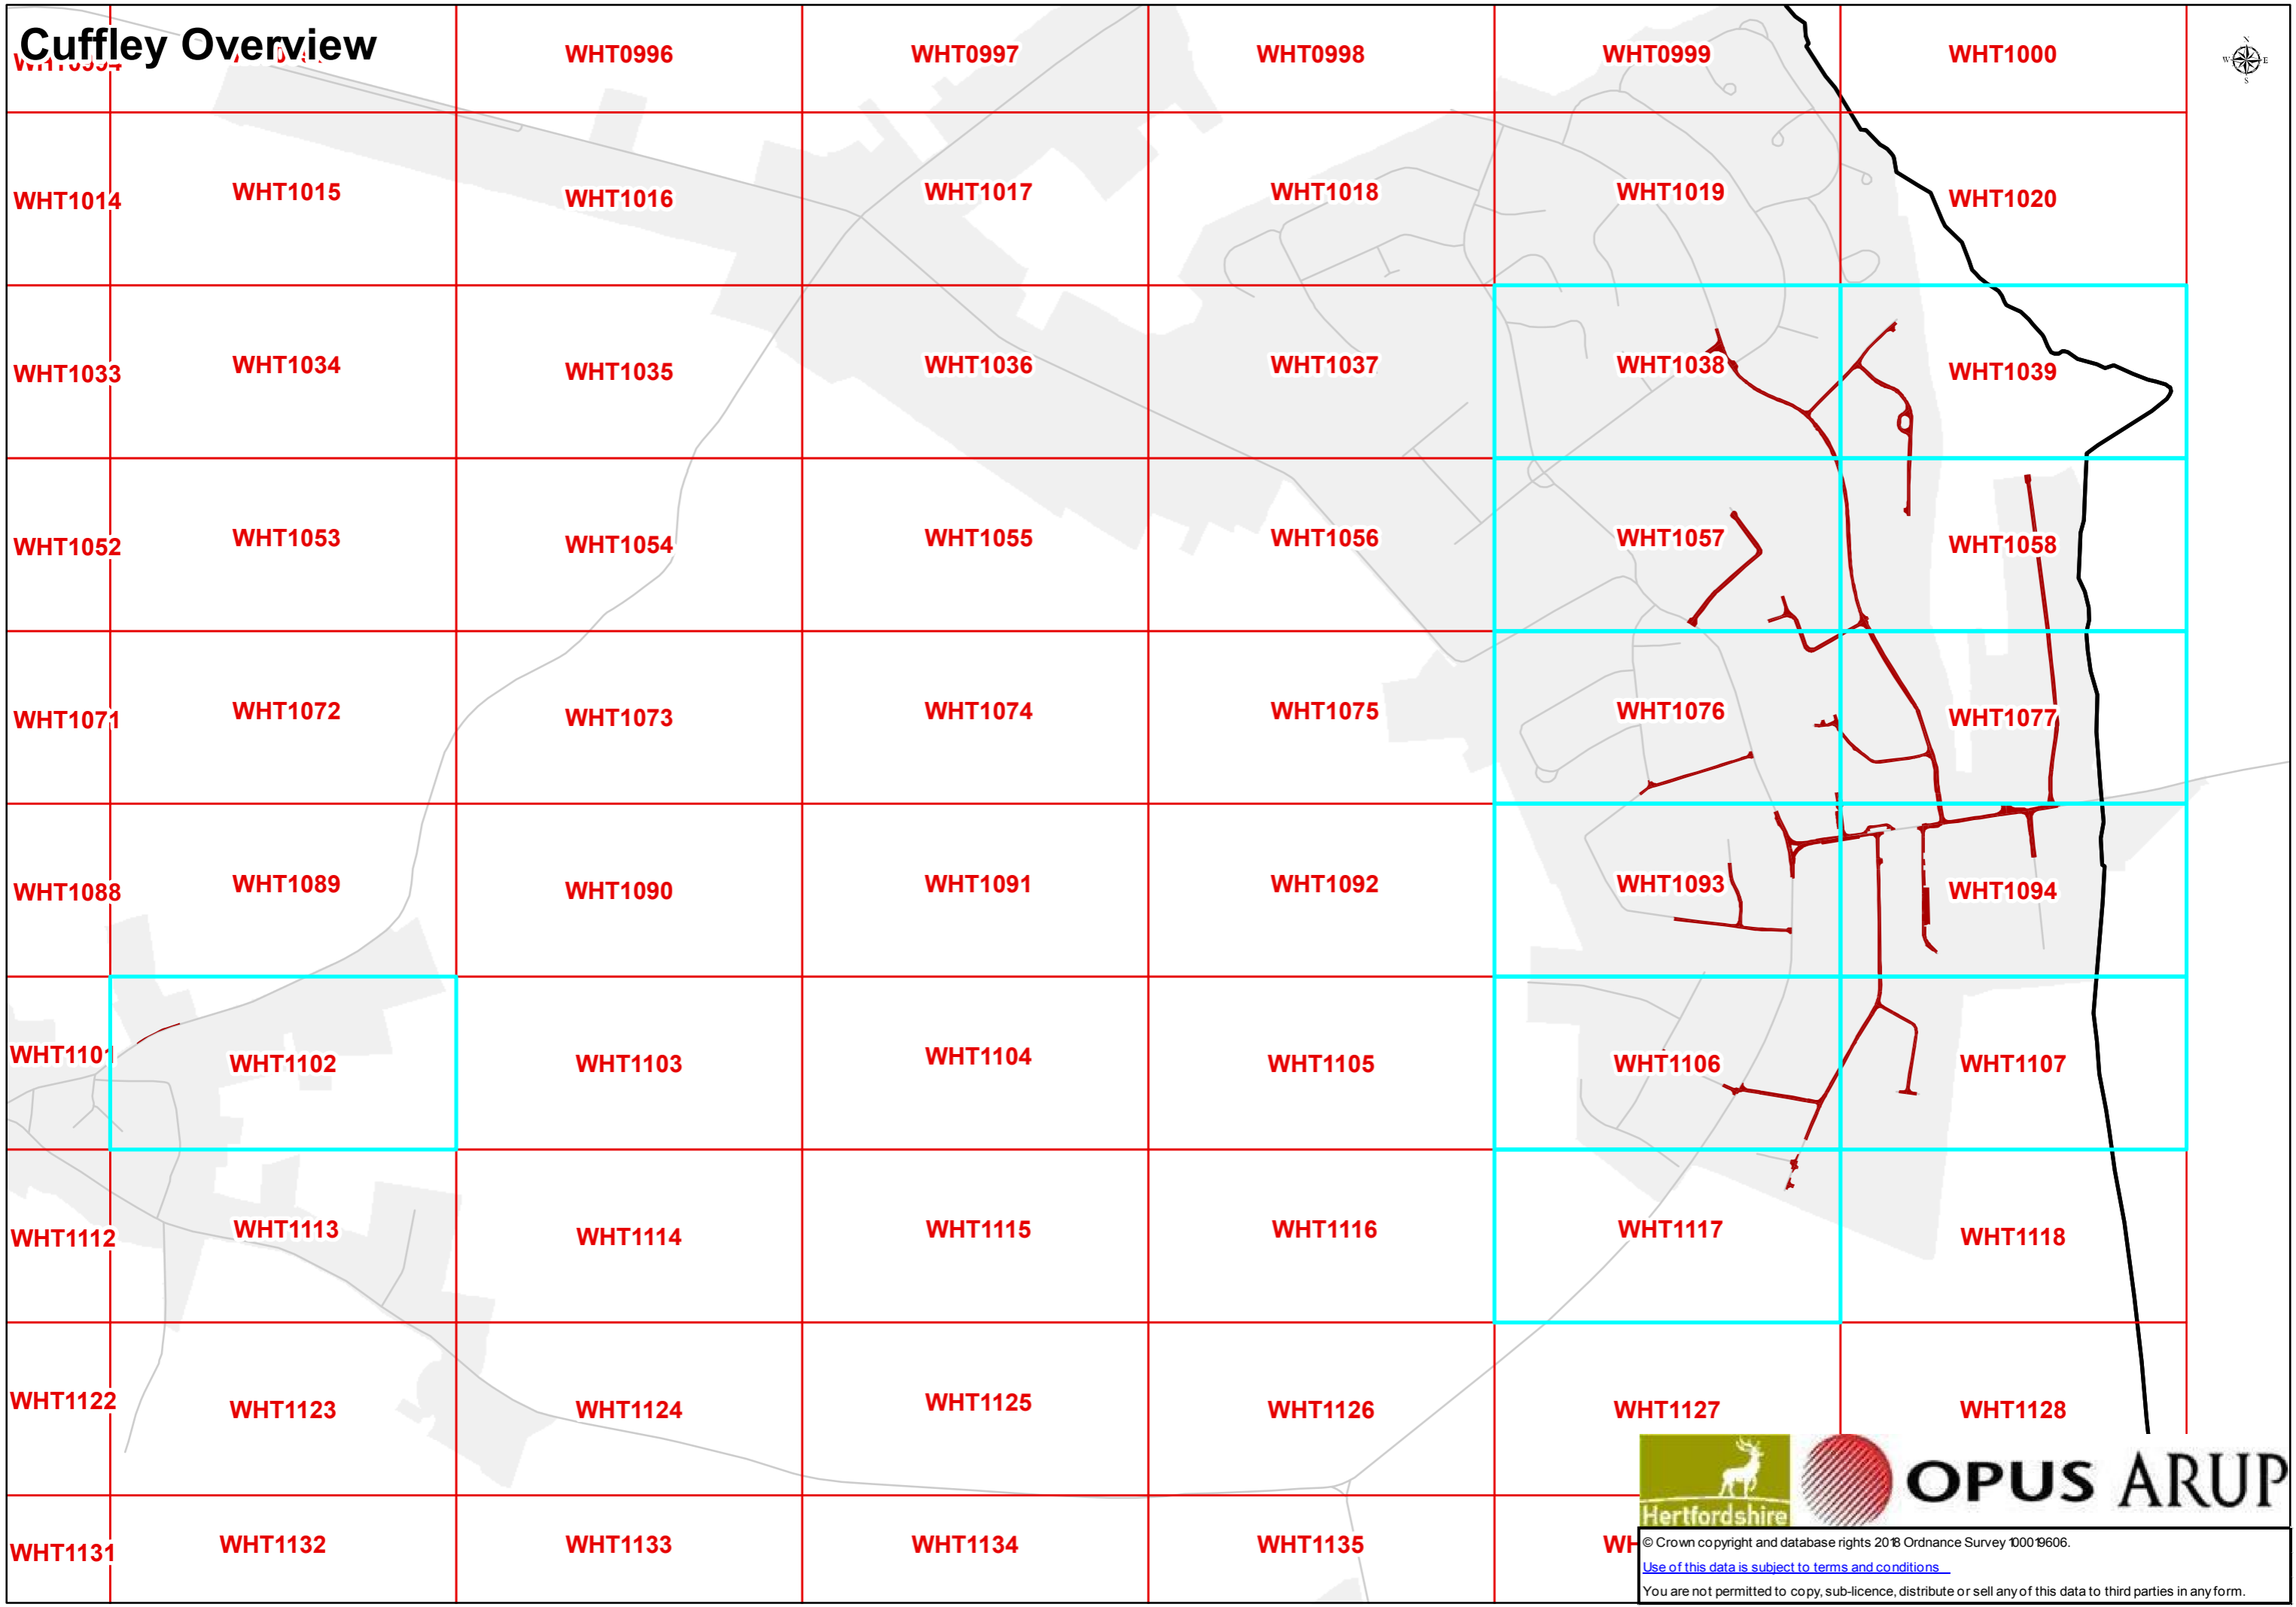 Cuffley Overview
WHT0994
WHT0996
WHT0997
WHT0998
WHT0999
WHT1000
N
W E
S
WHT1014
WHT1015
WHT1016
WHT1017
WHT1018
WHT1019
WHT1020
WHT1033
WHT1034
WHT1035
WHT1036
WHT1037
WHT1038
WHT1039
WHT1052
WHT1053
WHT1054
WHT1055
WHT1056
WHT1057
WHT1058
WHT1071
WHT1072
WHT1073
WHT1074
WHT1075
WHT1076
WHT1077
WHT1088
WHT1089
WHT1090
WHT1091
WHT1092
WHT1093
WHT1094
WHT1101
WHT1102
WHT1103
WHT1104
WHT1105
WHT1106
WHT1107
WHT1112
WHT1113
WHT1114
WHT1115
WHT1116
WHT1117
WHT1118
WHT1122
WHT1123
WHT1124
WHT1125
WHT1126
WHT1127
WHT1128
WHT1131
WHT1132
WHT1133
WHT1134
WHT1135
WH
Hertfordshire
OPUS ARUP
© Crown copyright and database rights 2018 Ordnance Survey 100019606.
Use of this data is subject to terms and conditions
You are not permitted to copy, sub-licence, distribute or sell any of this data to third parties in any form.